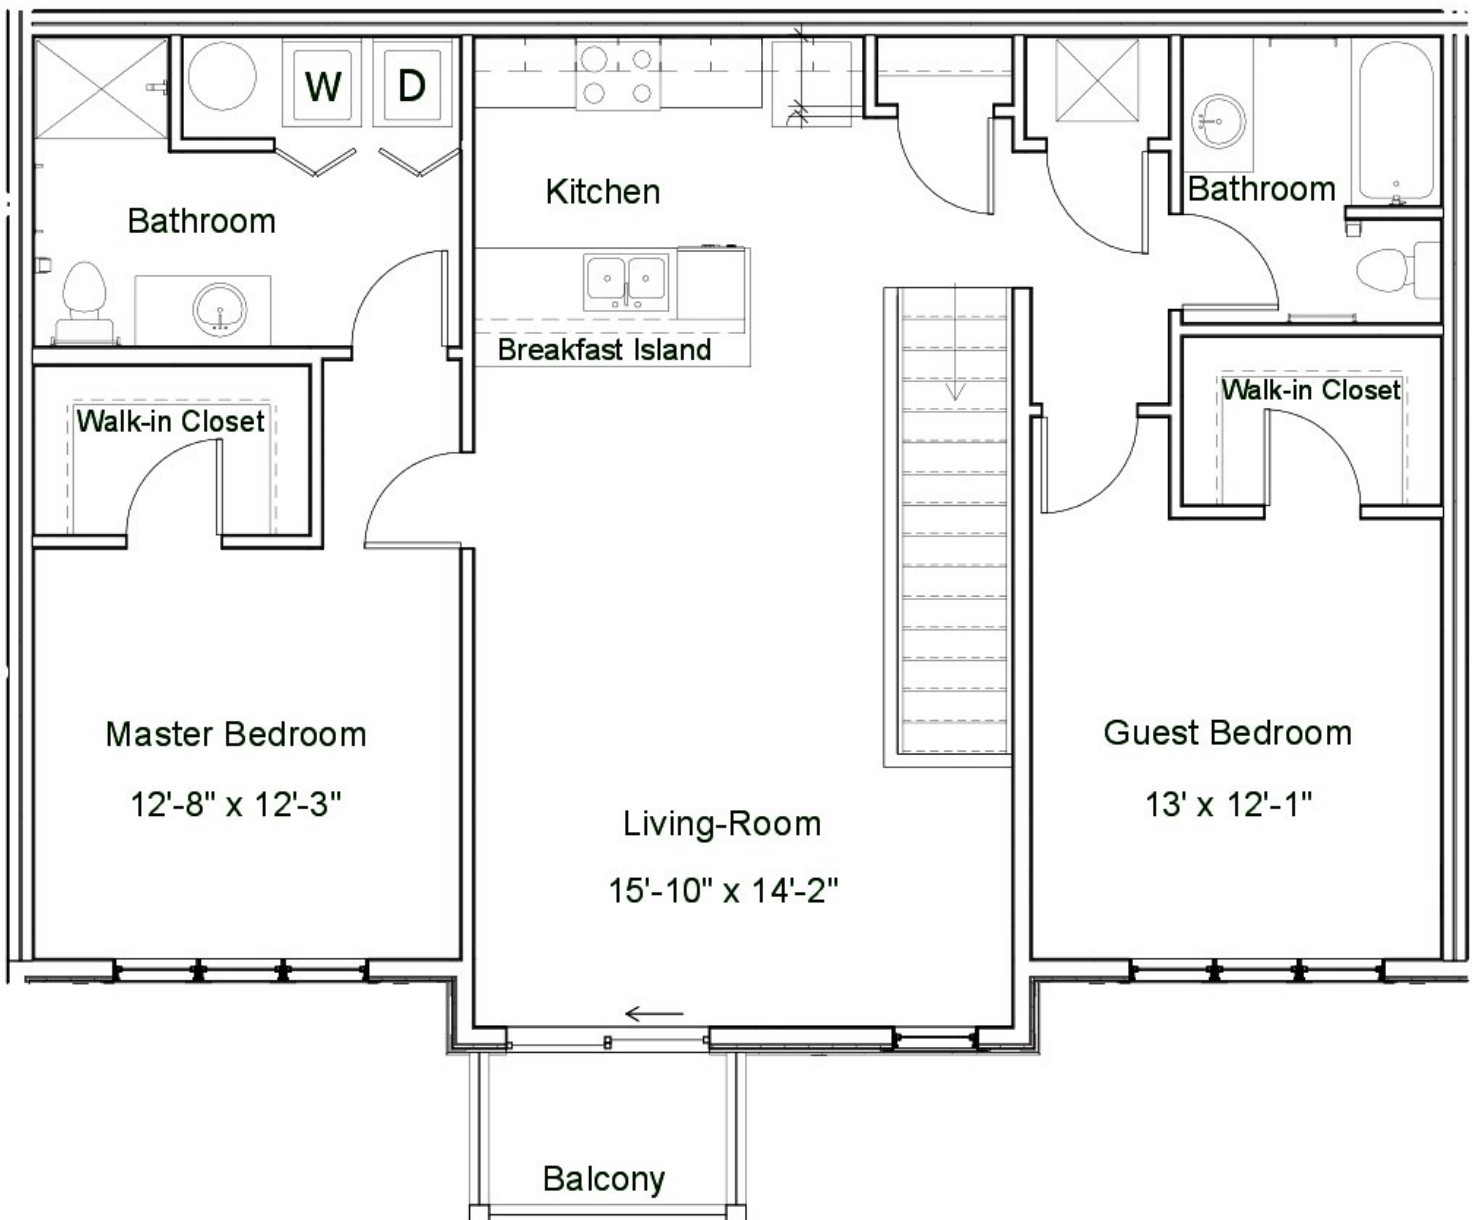 W
D
Kitchen
Bathroom
Bathroom
Breakfast Island
Walk-in Closet
Walk-in Closet
Master Bedroom
12'-8" x 12'-3"
Guest Bedroom
13' x 12'-1"
Living-Room
15'-10" x 14'-2"
Balcony